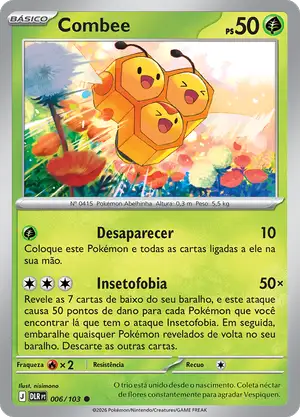 BÁSICO
Combee
PS 50
Nº 0415 Pokémon Abelhinha Altura: 0,3 m Peso: 5,5 kg
Desaparecer 10
Coloque este Pokémon e todas as cartas ligadas a ele na
sua mão.
Insetofobia 50×
Revele as 7 cartas de baixo do seu baralho, e este ataque
causa 50 pontos de dano para cada Pokémon que você
encontrar lá que tem o ataque Insetofobia. Em seguida,
embaralhe quaisquer Pokémon revelados de volta no seu
baralho. Descarte as outras cartas.
Fraqueza ×2 Resistência Recuo
Ilust. nisimono
J DLR PT 006/103
O trio está unido desde o nascimento. Coleta néctar
de flores constantemente para agradar Vespiquen.
©2026 Pokémon/Nintendo/Creatures/GAME FREAK